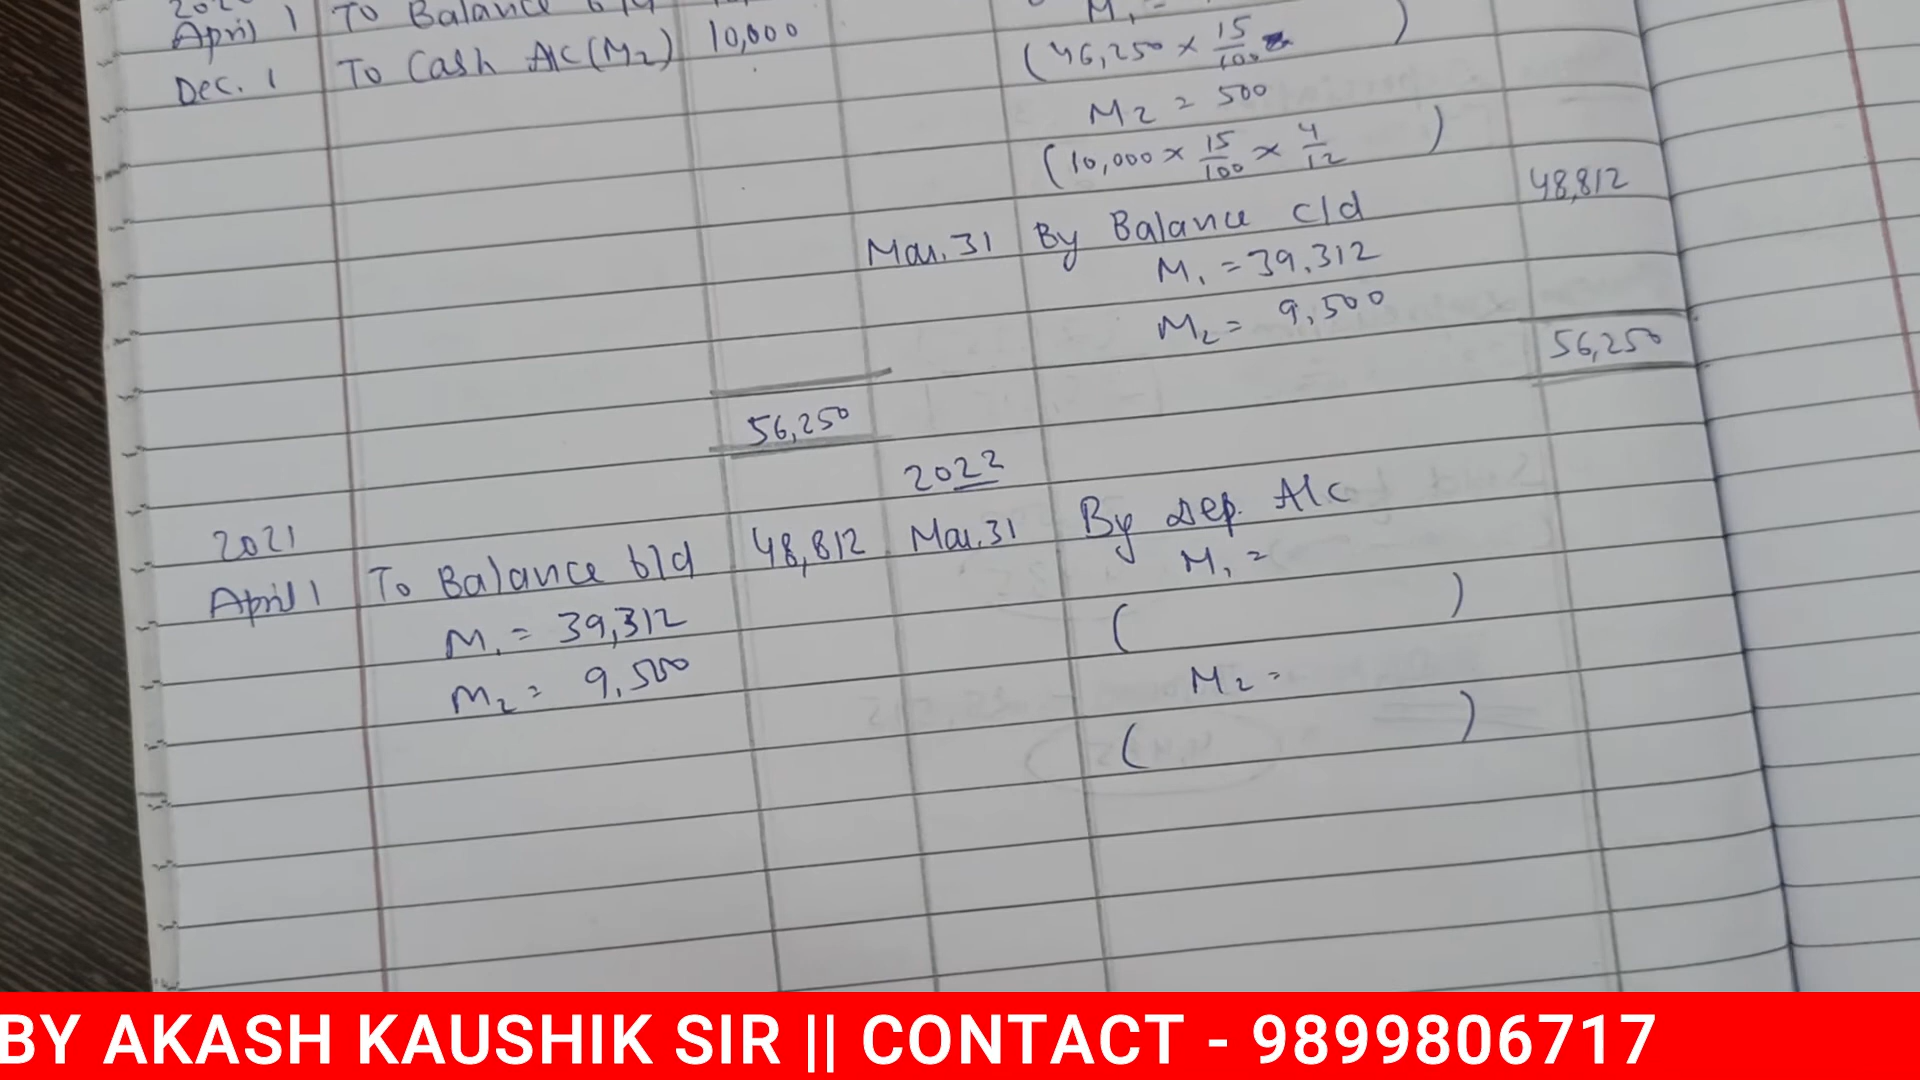 April 1 To Balance b/d
Dec. 1 To Cash A/c (M2) 10,000
M1 =
(46,250 × 15/100)
M2 = 500
(10,000 × 15/100 × 4/12)
Mar. 31 By Balance c/d 48,812
M1 = 39,312
M2 = 9,500
56,250
56,250
2021
April 1 To Balance b/d 48,812
M1 = 39,312
M2 = 9,500
2022
Mar. 31 By Dep. A/c
M1 =
( )
M2 =
( )
BY AKASH KAUSHIK SIR || CONTACT - 9899806717